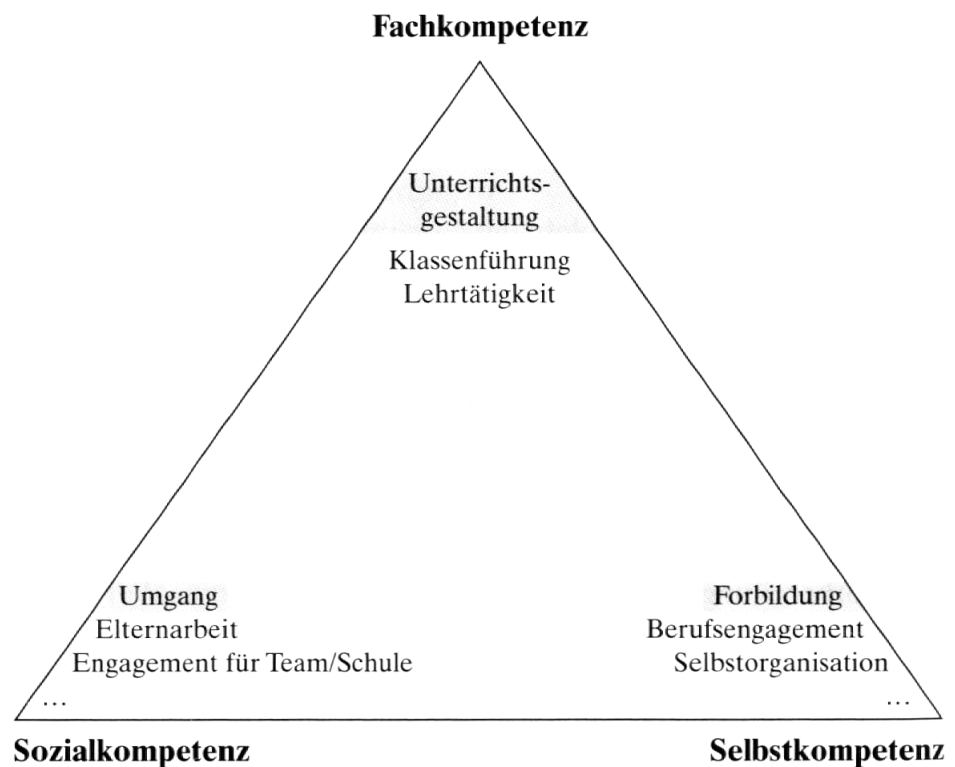 Fachkompetenz
Unterrichts-
gestaltung
Klassenführung
Lehrtätigkeit
Umgang
Elternarbeit
Engagement für Team/Schule
...
Forbildung
Berufsengagement
Selbstorganisation
...
Sozialkompetenz
Selbstkompetenz